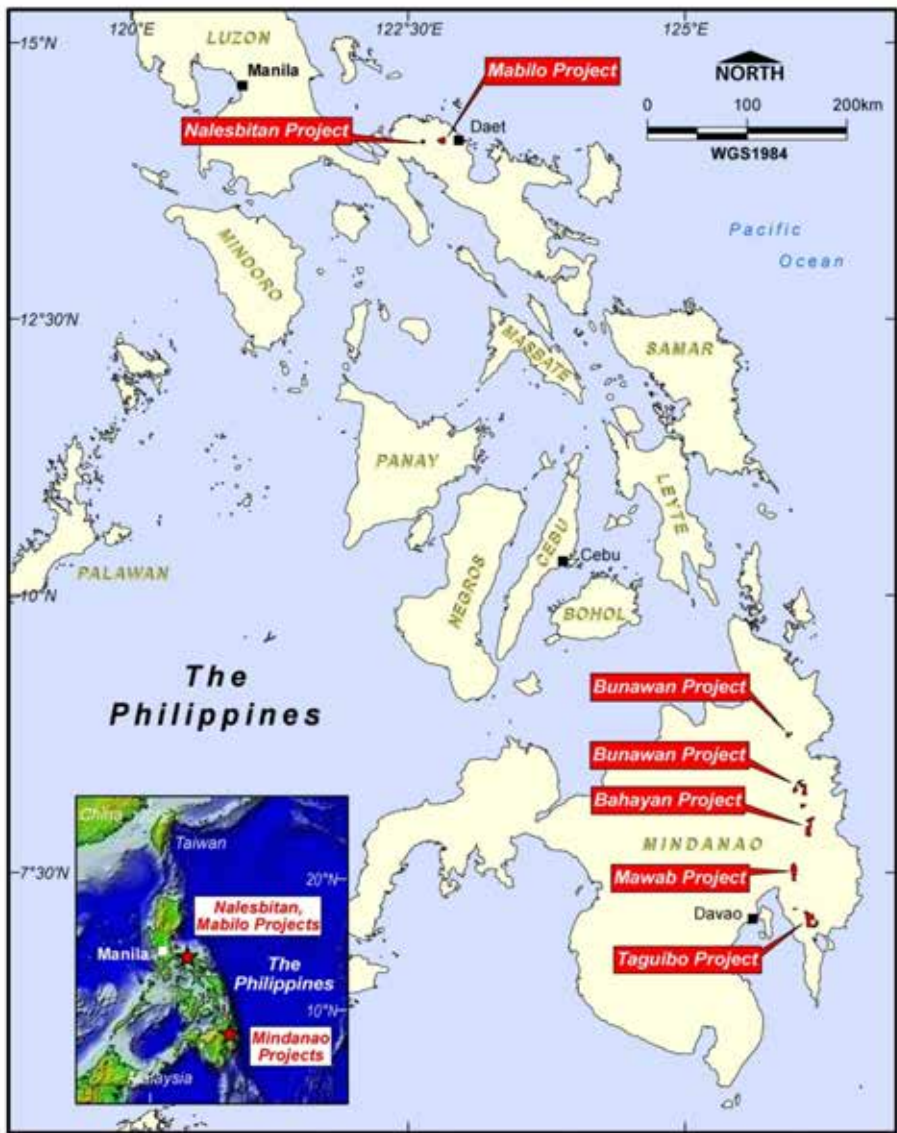 120°E
122°30'E
125°E
15°N
LUZON
Manila
Mabilo Project
NORTH
Nalesbitan Project
Daet
0 100 200km
WGS1984
Pacific
Ocean
MINDORO
12°30'N
MASBATE
SAMAR
PANAY
LEYTE
CEBU
Cebu
PALAWAN
NEGROS
BOHOL
10°N
The
Philippines
Bunawan Project
Bunawan Project
Bahayan Project
MINDANAO
7°30'N
Mawab Project
Davao
Taguibo Project
China
Taiwan
20°N
Nalesbitan,
Mabilo Projects
Manila
The
Philippines
10°N
Mindanao
Projects
Malaysia